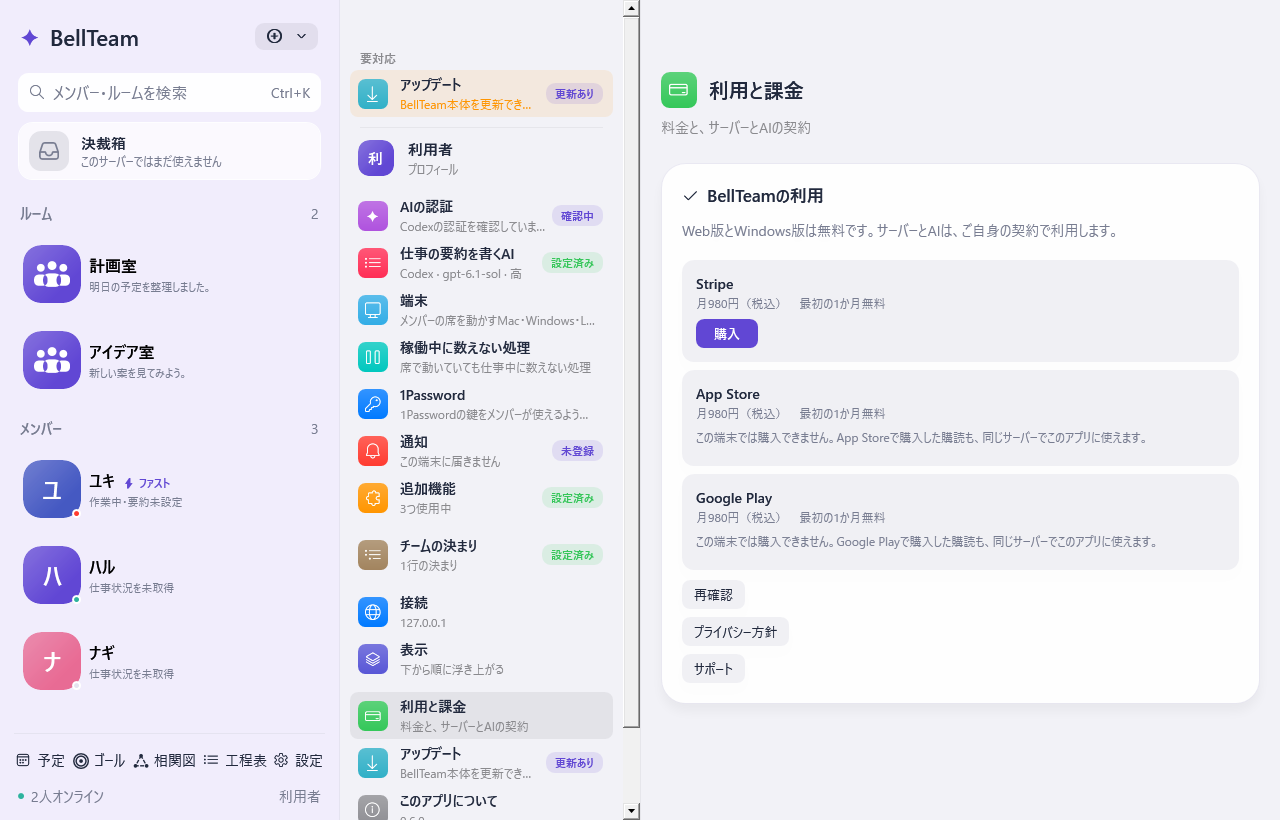 BellTeam
メンバー・ルームを検索
Ctrl+K
決裁箱
このサーバーではまだ使えません
ルーム
2
計画室
明日の予定を整理しました。
アイデア室
新しい案を見てみよう。
メンバー
3
ユ
ユキ ファスト
作業中・要約未設定
ハ
ハル
仕事状況を未取得
ナ
ナギ
仕事状況を未取得
予定 ゴール 相関図 工程表 設定
2人オンライン
利用者
要対応
アップデート
BellTeam本体を更新でき...
更新あり
利
利用者
プロフィール
AIの認証
Codexの認証を確認していま...
確認中
仕事の要約を書くAI
Codex · gpt-6.1-sol · 高
設定済み
端末
メンバーの席を動かすMac・Windows・L...
稼働中に数えない処理
席で動いていても仕事中に数えない処理
1Password
1Passwordの鍵をメンバーが使えるよう...
通知
この端末に届きません
未登録
追加機能
3つ使用中
設定済み
チームの決まり
1行の決まり
設定済み
接続
127.0.0.1
表示
下から順に浮き上がる
利用と課金
料金と、サーバーとAIの契約
アップデート
BellTeam本体を更新でき...
更新あり
このアプリについて
利用と課金
料金と、サーバーとAIの契約
BellTeamの利用
Web版とWindows版は無料です。サーバーとAIは、ご自身の契約で利用します。
Stripe
月980円（税込） 最初の1か月無料
購入
App Store
月980円（税込） 最初の1か月無料
この端末では購入できません。App Storeで購入した購読も、同じサーバーでこのアプリに使えます。
Google Play
月980円（税込） 最初の1か月無料
この端末では購入できません。Google Playで購入した購読も、同じサーバーでこのアプリに使えます。
再確認
プライバシー方針
サポート